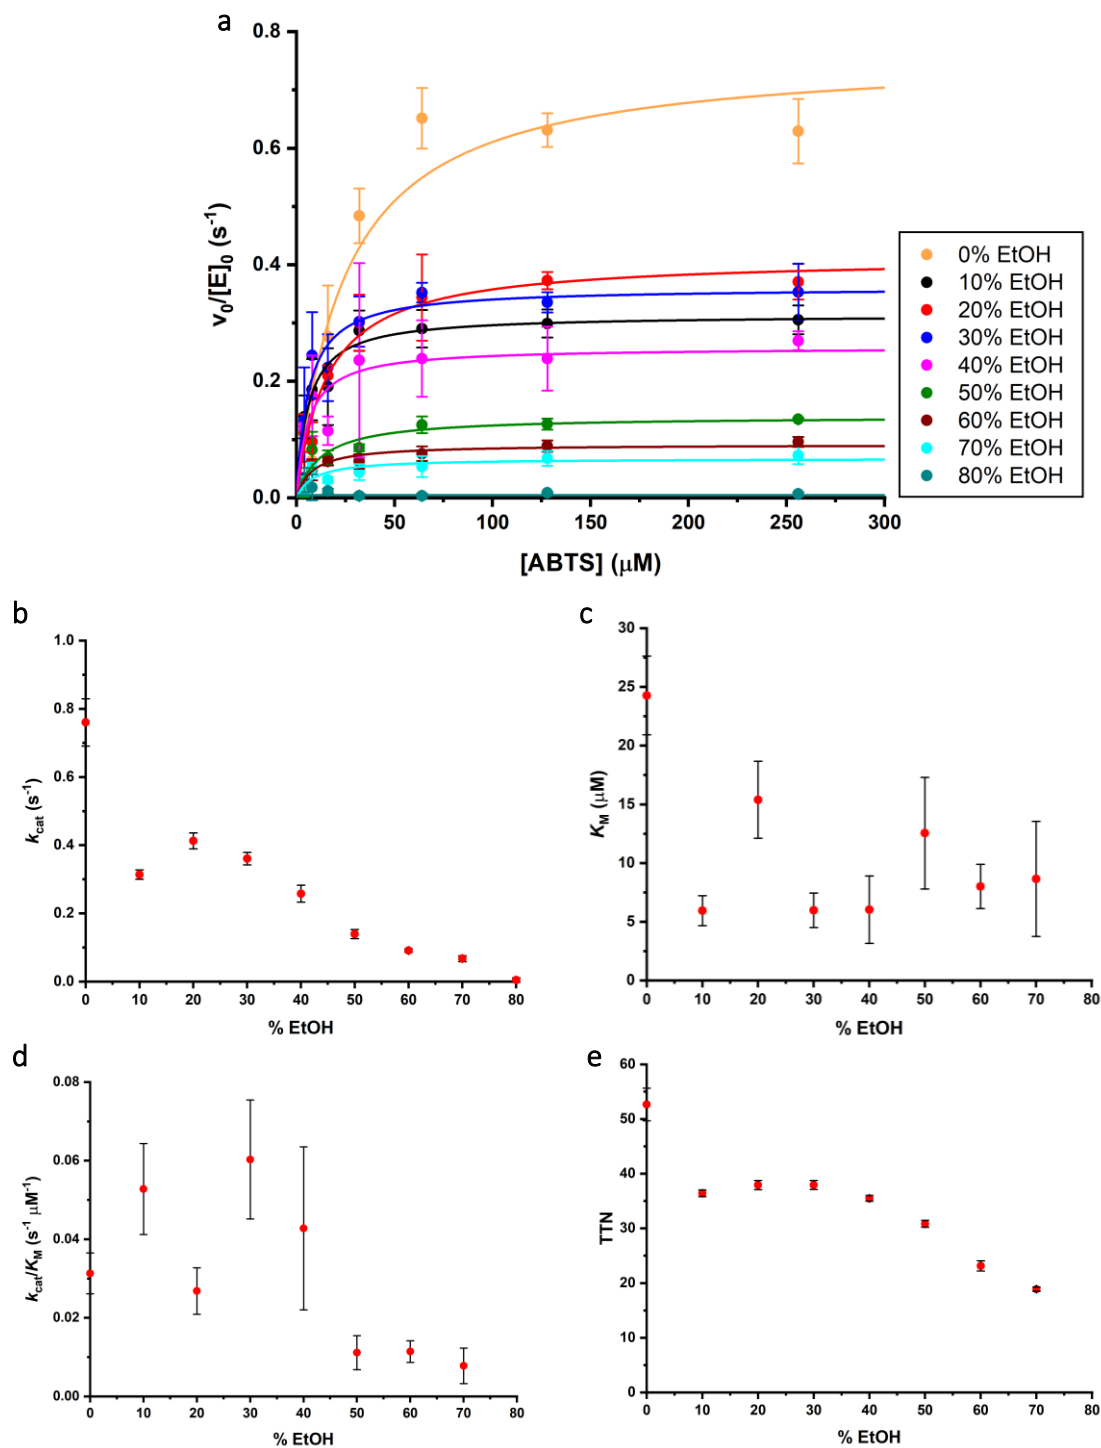 a
0.8
0.6
0.4
0.2
0.0
v0/[E]0 (s-1)
0 50 100 150 200 250 300
[ABTS] (μM)
0% EtOH
10% EtOH
20% EtOH
30% EtOH
40% EtOH
50% EtOH
60% EtOH
70% EtOH
80% EtOH
b
1.0
0.8
0.6
0.4
0.2
0.0
kcat (s-1)
0 10 20 30 40 50 60 70 80
% EtOH
c
30
25
20
15
10
5
0
KM (μM)
0 10 20 30 40 50 60 70 80
% EtOH
d
0.08
0.06
0.04
0.02
0.00
kcat/KM (s-1 μM-1)
0 10 20 30 40 50 60 70 80
% EtOH
e
60
50
40
30
20
10
0
TTN
0 10 20 30 40 50 60 70 80
% EtOH